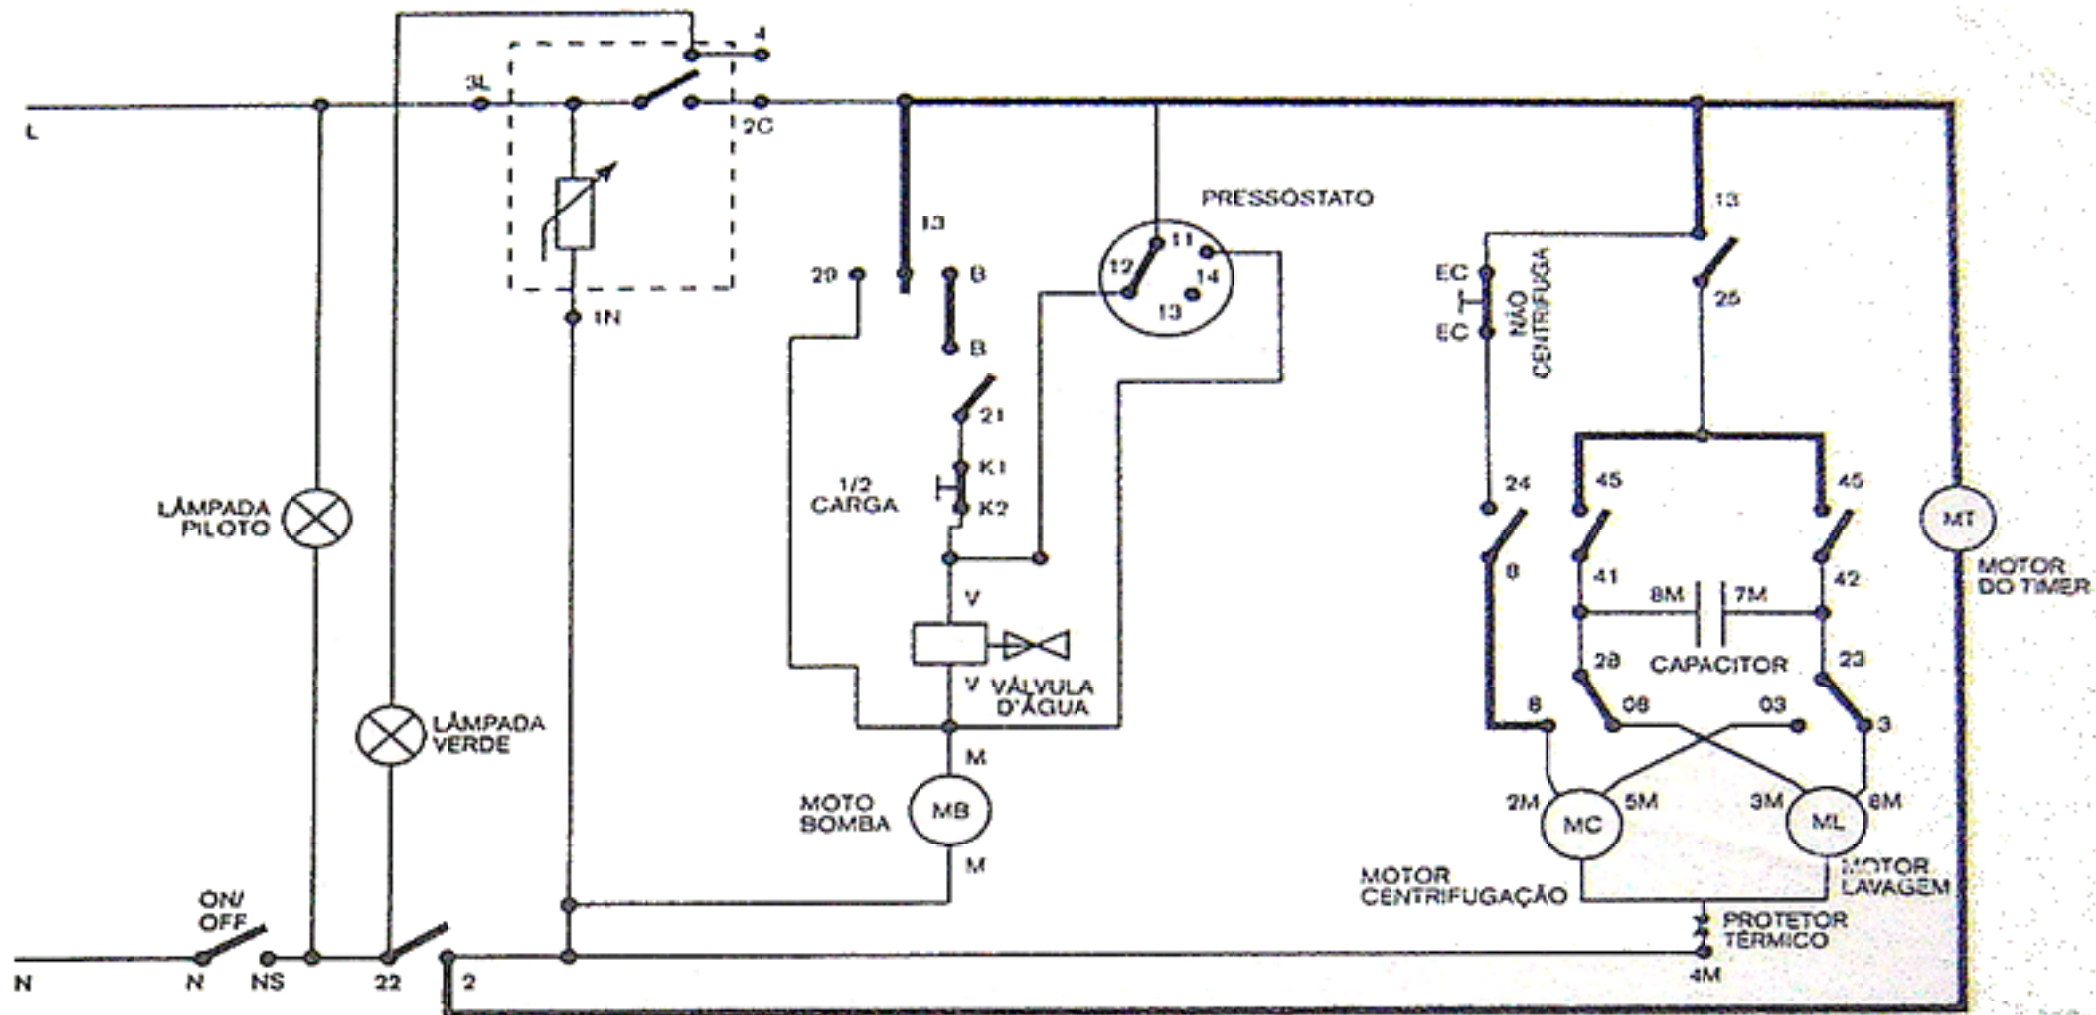 4
3L
L
2C
PRESSÓSTATO
13
13
11
12
14
13
29
B
B
EC
EC
NÃO
CENTRIFUGA
25
1N
21
K1
K2
1/2
CARGA
24
45
45
LÂMPADA
PILOTO
MT
MOTOR
DO TIMER
8
41
42
8M
7M
V
28
CAPACITOR
23
V
VÁLVULA
D'ÁGUA
LÂMPADA
VERDE
8
08
03
3
M
2M
5M
3M
6M
MOTO
BOMBA
MB
MC
ML
M
MOTOR
CENTRIFUGAÇÃO
MOTOR
LAVAGEM
ON/
OFF
PROTETOR
TÉRMICO
N
N
NS
22
2
4M